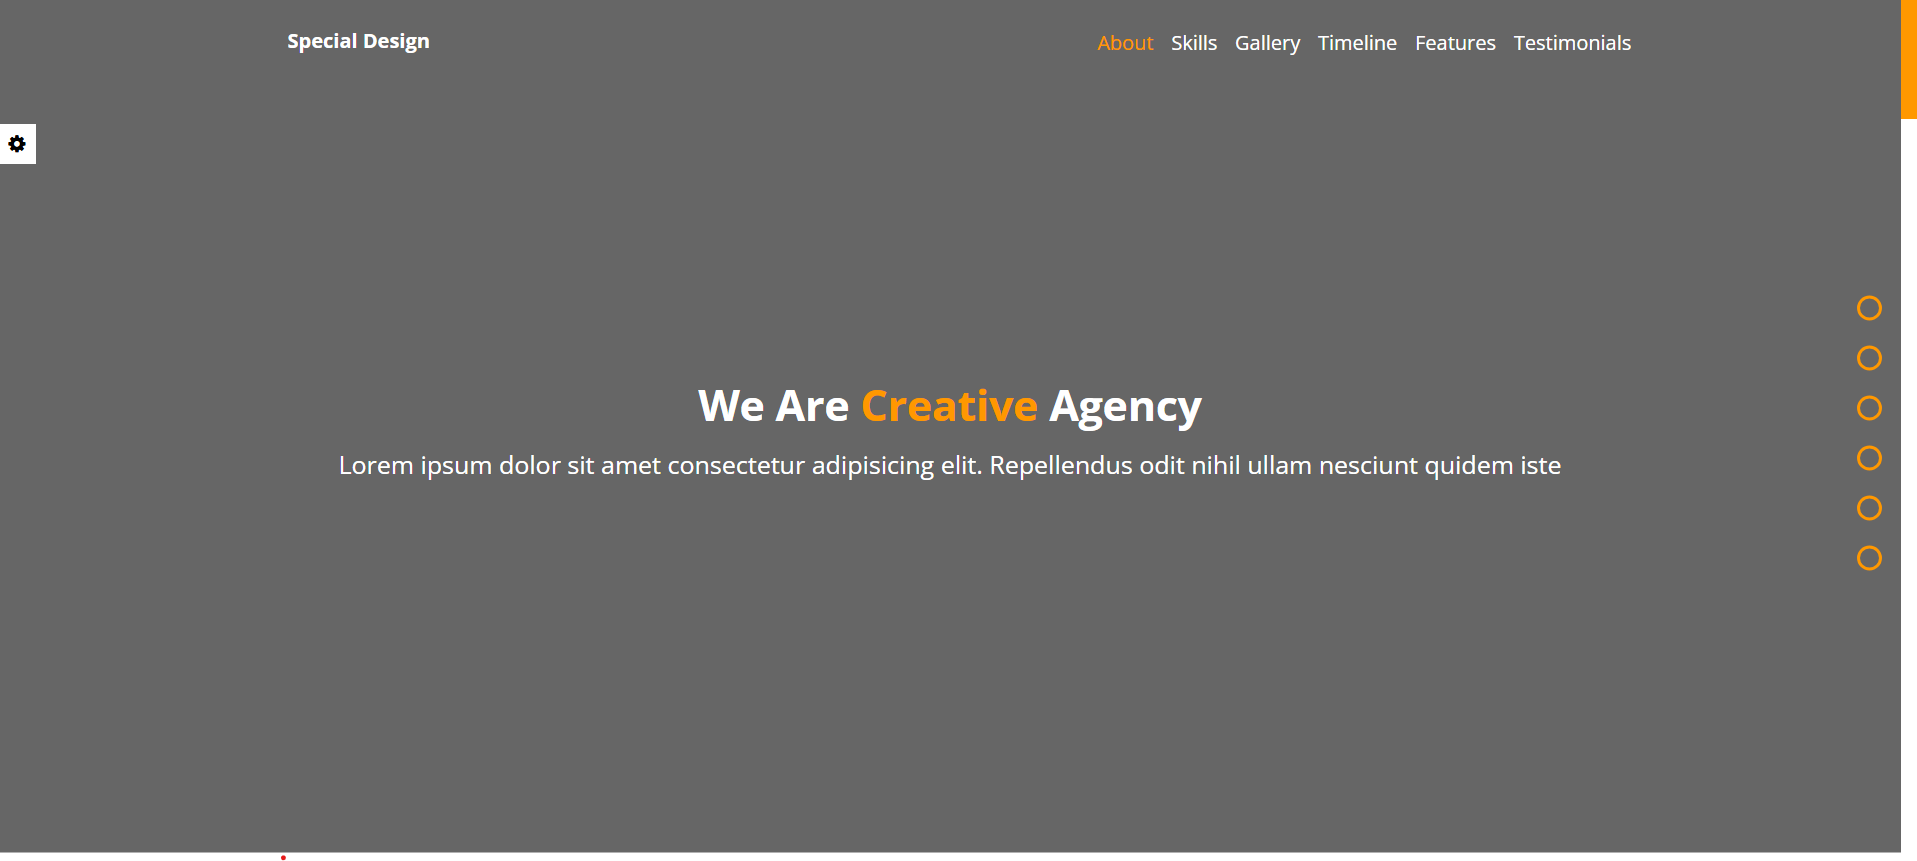 Special Design
About Skills Gallery Timeline Features Testimonials
We Are Creative Agency
Lorem ipsum dolor sit amet consectetur adipisicing elit. Repellendus odit nihil ullam nesciunt quidem iste